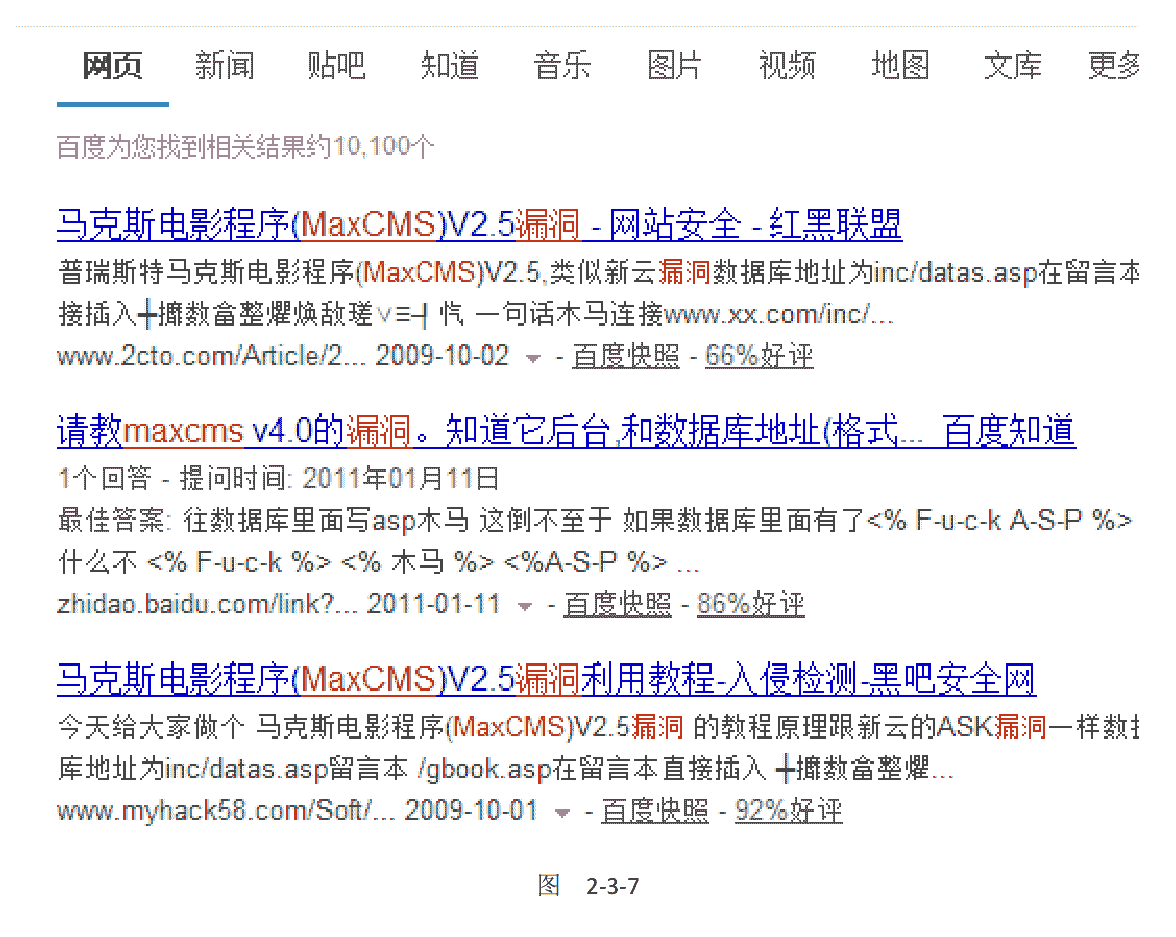 网页 新闻 贴吧 知道 音乐 图片 视频 地图 文库 更多
百度为您找到相关结果约10,100个
马克斯电影程序(MaxCMS)V2.5漏洞 - 网站安全 - 红黑联盟
普瑞斯特马克斯电影程序(MaxCMS)V2.5,类似新云漏洞数据库地址为inc/datas.asp在留言本
接插入╋擳数畣整爠焕敌瑳∨≡┥ 忾 一句话木马连接www.xx.com/inc/...
www.2cto.com/Article/2... 2009-10-02 - 百度快照 - 66%好评
请教maxcms v4.0的漏洞。知道它后台,和数据库地址(格式... 百度知道
1个回答 - 提问时间: 2011年01月11日
最佳答案: 往数据库里面写asp木马 这倒不至于 如果数据库里面有了<% F-u-c-k A-S-P %>
什么不 <% F-u-c-k %> <% 木马 %> <%A-S-P %> ...
zhidao.baidu.com/link?... 2011-01-11 - 百度快照 - 86%好评
马克斯电影程序(MaxCMS)V2.5漏洞利用教程-入侵检测-黑吧安全网
今天给大家做个 马克斯电影程序(MaxCMS)V2.5漏洞 的教程原理跟新云的ASK漏洞一样数据
库地址为inc/datas.asp留言本 /gbook.asp在留言本直接插入 ╋擳数畣整爠...
www.myhack58.com/Soft/... 2009-10-01 - 百度快照 - 92%好评
图 2-3-7